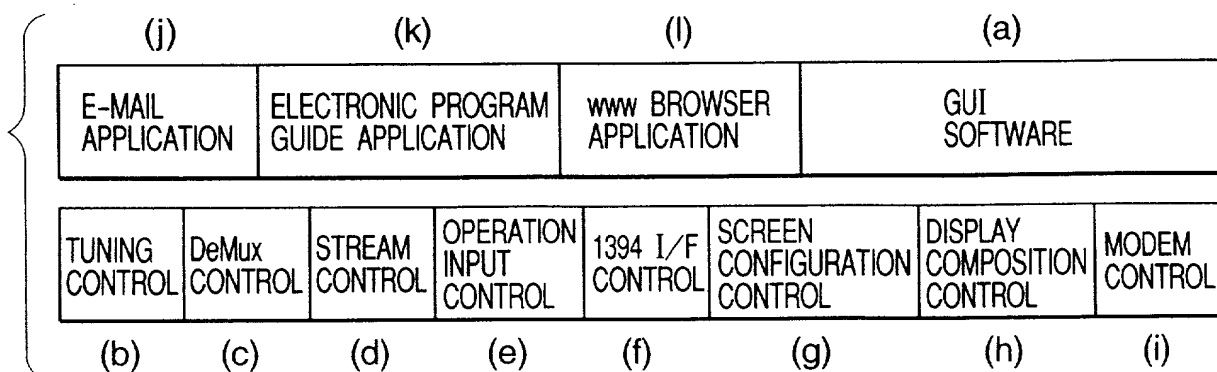 (j) (k) (l) (a)
E-MAIL
APPLICATION
ELECTRONIC PROGRAM
GUIDE APPLICATION
www BROWSER
APPLICATION
GUI
SOFTWARE
TUNING
CONTROL
DeMux
CONTROL
STREAM
CONTROL
OPERATION
INPUT
CONTROL
1394 I/F
CONTROL
SCREEN
CONFIGURATION
CONTROL
DISPLAY
COMPOSITION
CONTROL
MODEM
CONTROL
(b) (c) (d) (e) (f) (g) (h) (i)